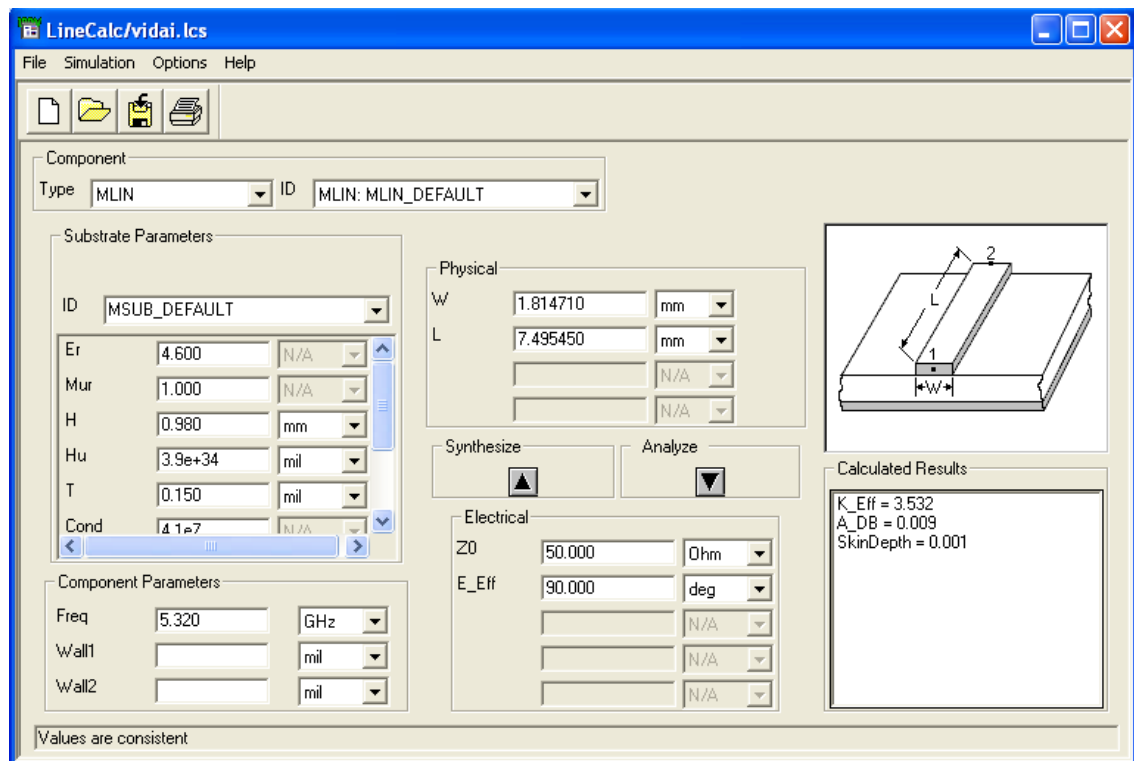 LineCalc/vidai.lcs
File Simulation Options Help
Component
Type MLIN ID MLIN: MLIN_DEFAULT
Substrate Parameters
ID MSUB_DEFAULT
Er 4.600 N/A
Mur 1.000 N/A
H 0.980 mm
Hu 3.9e+34 mil
T 0.150 mil
Cond 4.1e7 N/A
Component Parameters
Freq 5.320 GHz
Wall1 mil
Wall2 mil
Physical
W 1.814710 mm
L 7.495450 mm
N/A
N/A
Synthesize Analyze
Electrical
Z0 50.000 Ohm
E_Eff 90.000 deg
N/A
N/A
N/A
2
L
1
W
Calculated Results
K_Eff = 3.532
A_DB = 0.009
SkinDepth = 0.001
Values are consistent